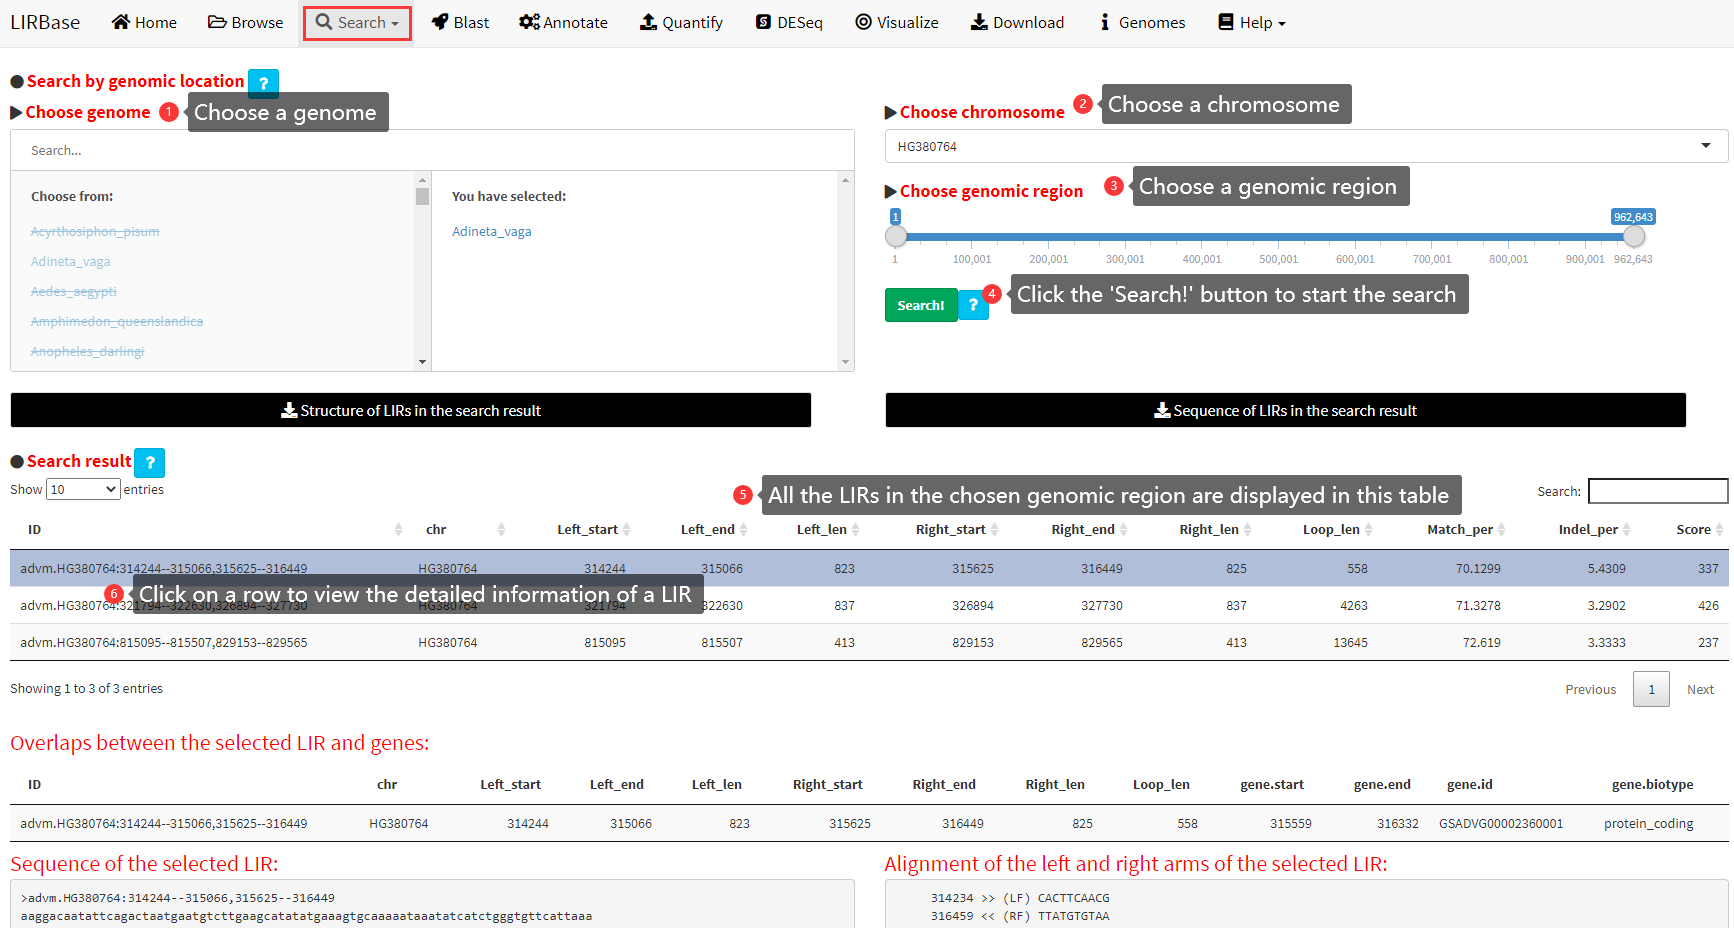 LIRBase Home Browse Search Blast Annotate Quantify DESeq Visualize Download Genomes Help
Search by genomic location ?
Choose genome 1 Choose a genome
Search...
Choose from:
Acyrthosiphon_pisum
Adineta_vaga
Aedes_aegypti
Amphimedon_queenslandica
Anopheles_darlingi
You have selected:
Adineta_vaga
Choose chromosome 2 Choose a chromosome
HG380764
Choose genomic region 3 Choose a genomic region
1 962,643
1 100,001 200,001 300,001 400,001 500,001 600,001 700,001 800,001 900,001 962,643
Search! ? 4 Click the 'Search!' button to start the search
Structure of LIRs in the search result
Sequence of LIRs in the search result
Search result ?
Show 10 entries
5 All the LIRs in the chosen genomic region are displayed in this table
Search:
ID chr Left_start Left_end Left_len Right_start Right_end Right_len Loop_len Match_per Indel_per Score
advm.HG380764:314244--315066,315625--316449 HG380764 314244 315066 823 315625 316449 825 558 70.1299 5.4309 337
6 Click on a row to view the detailed information of a LIR
advm.HG380764:321794--322630,326894--327730 HG380764 321794 322630 837 326894 327730 837 4263 71.3278 3.2902 426
advm.HG380764:815095--815507,829153--829565 HG380764 815095 815507 413 829153 829565 413 13645 72.619 3.3333 237
Showing 1 to 3 of 3 entries
Previous 1 Next
Overlaps between the selected LIR and genes:
ID chr Left_start Left_end Left_len Right_start Right_end Right_len Loop_len gene.start gene.end gene.id gene.biotype
advm.HG380764:314244--315066,315625--316449 HG380764 314244 315066 823 315625 316449 825 558 315559 316332 GSADVG00002360001 protein_coding
Sequence of the selected LIR:
>advm.HG380764:314244--315066,315625--316449
aaggacaatattcagactaatgaatgtcttgaagcatatatgaaagtgcaaaaataaatatcatctgggtgttcattaaa
Alignment of the left and right arms of the selected LIR:
314234 >> (LF) CACTTCAACG
316459 << (RF) TTATGTGTAA